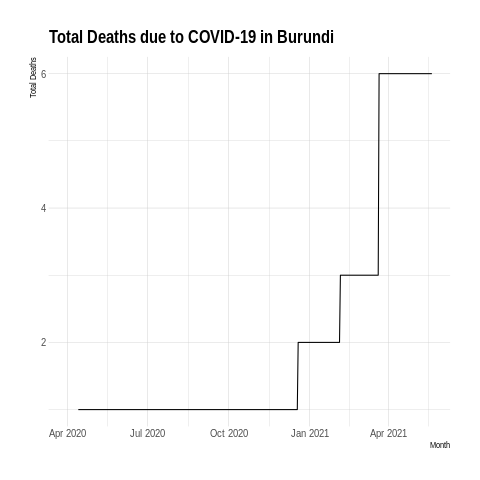 Total Deaths due to COVID-19 in Burundi
Total Deaths
6
4
2
Apr 2020 Jul 2020 Oct 2020 Jan 2021 Apr 2021
Month